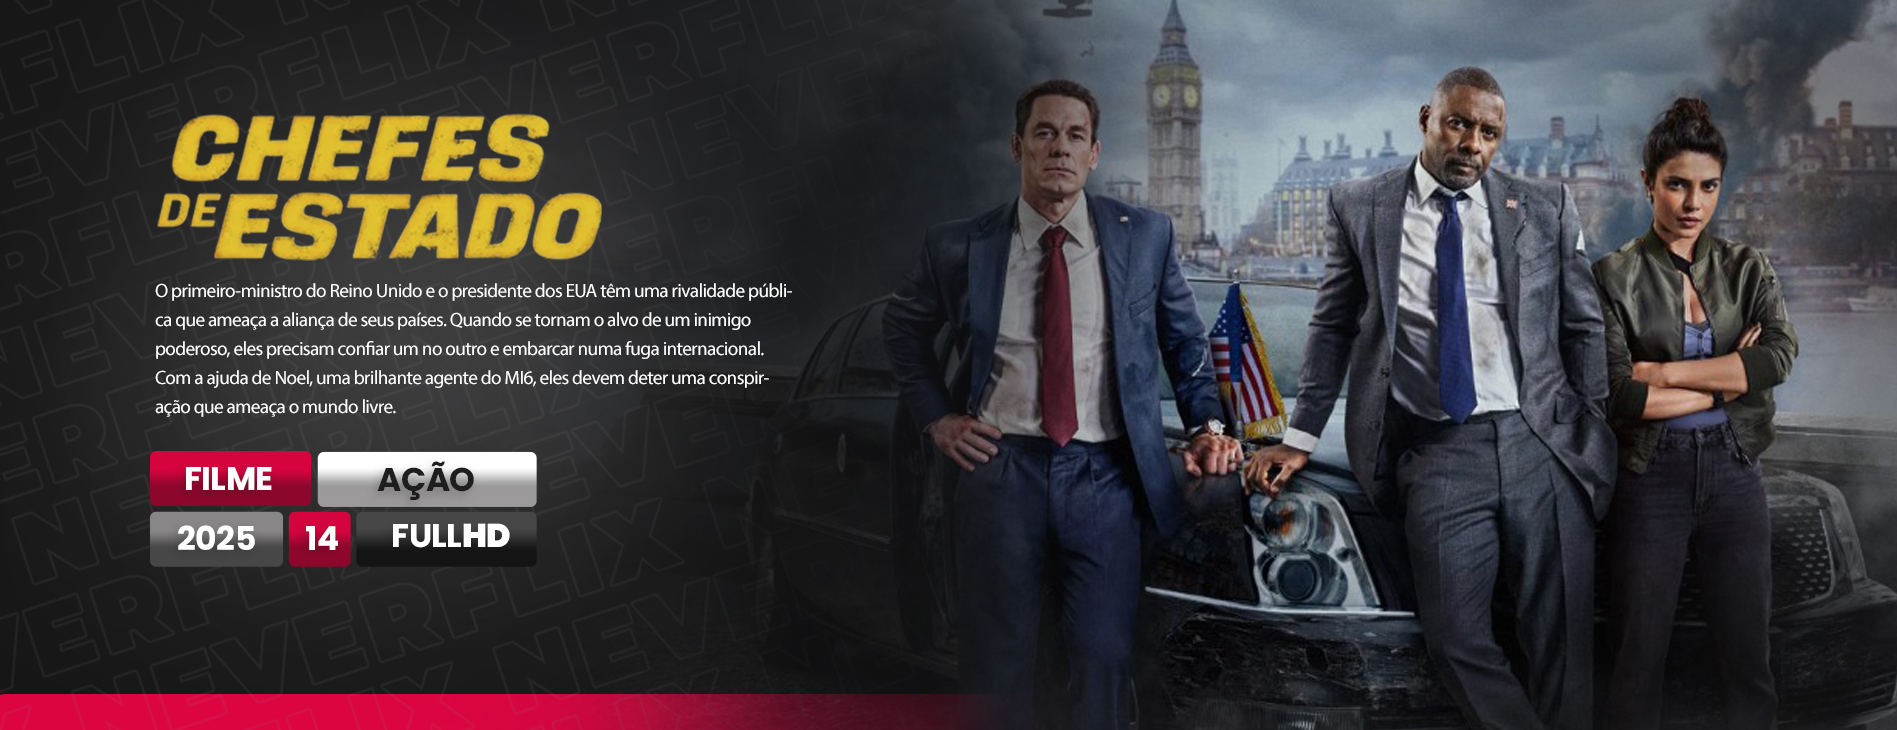 CHEFES
DE ESTADO
O primeiro-ministro do Reino Unido e o presidente dos EUA têm uma rivalidade públi-
ca que ameaça a aliança de seus países. Quando se tornam o alvo de um inimigo
poderoso, eles precisam confiar um no outro e embarcar numa fuga internacional.
Com a ajuda de Noel, uma brilhante agente do MI6, eles devem deter uma conspir-
ação que ameaça o mundo livre.
FILME AÇÃO
2025 14 FULLHD
NEVERFLIX